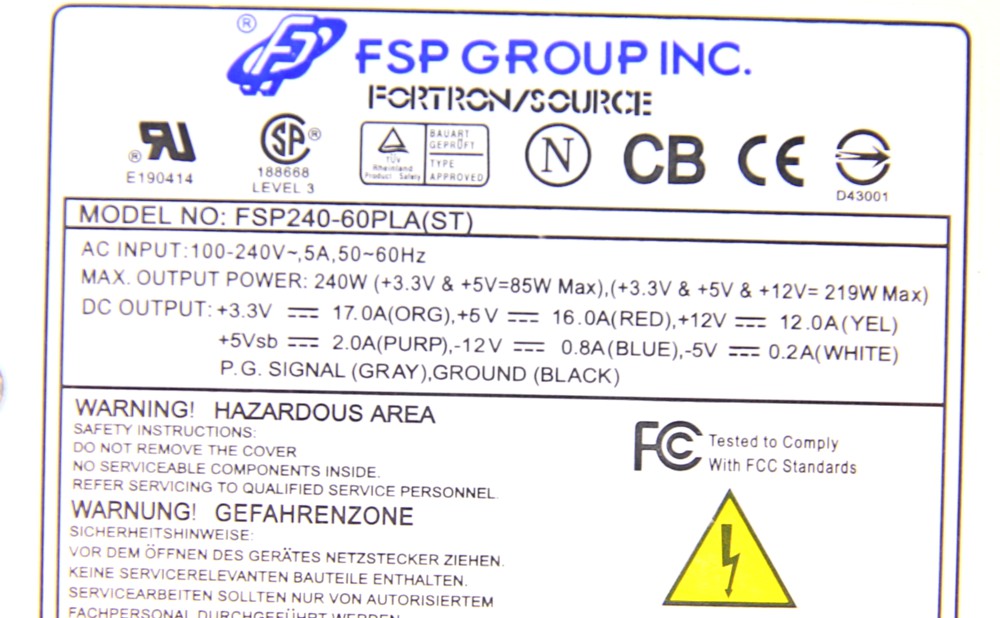 ® FSP GROUP INC.
FORTRON/SOURCE
® E190414
SP ®
188668
LEVEL 3
TÜV
Rheinland
Product Safety
BAUART
GEPRÜFT
TYPE
APPROVED
N
CB
CE
D43001
MODEL NO: FSP240-60PLA(ST)
AC INPUT:100-240V~,5A,50~60Hz
MAX. OUTPUT POWER: 240W (+3.3V & +5V=85W Max),(+3.3V & +5V & +12V= 219W Max)
DC OUTPUT: +3.3V ⎓ 17.0A(ORG),+5V ⎓ 16.0A(RED),+12V ⎓ 12.0A(YEL)
+5Vsb ⎓ 2.0A(PURP),-12V ⎓ 0.8A(BLUE),-5V ⎓ 0.2A(WHITE)
P.G. SIGNAL (GRAY),GROUND (BLACK)
WARNING! HAZARDOUS AREA
SAFETY INSTRUCTIONS:
DO NOT REMOVE THE COVER
NO SERVICEABLE COMPONENTS INSIDE.
REFER SERVICING TO QUALIFIED SERVICE PERSONNEL.
FC Tested to Comply
With FCC Standards
WARNUNG! GEFAHRENZONE
SICHERHEITSHINWEISE:
VOR DEM ÖFFNEN DES GERÄTES NETZSTECKER ZIEHEN.
KEINE SERVICERELEVANTEN BAUTEILE ENTHALTEN.
SERVICEARBEITEN SOLLTEN NUR VON AUTORISIERTEM
FACHPERSONAL DURCHGEFÜHRT WERDEN